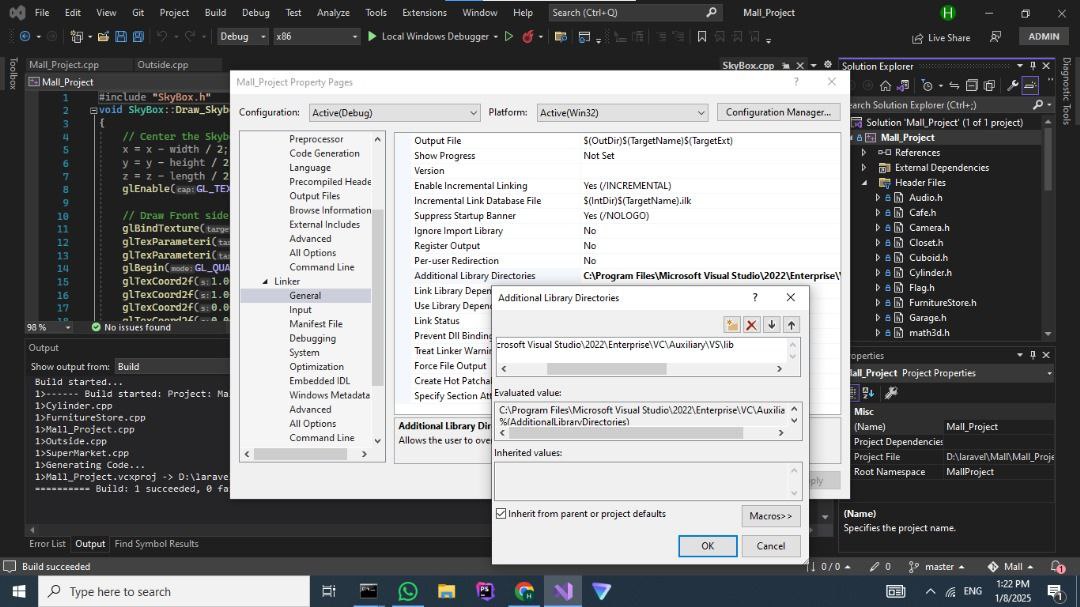 File Edit View Git Project Build Debug Test Analyze Tools Extensions Window Help Search (Ctrl+Q) Mall_Project
H
Debug x86 Local Windows Debugger Live Share ADMIN
Toolbox
Mall_Project.cpp Outside.cpp SkyBox.cpp
Mall_Project
1 #include "SkyBox.h"
2 void SkyBox::Draw_Skyb
3 {
4 // Center the Skyb
5 x = x - width / 2;
6 y = y - height / 2
7 z = z - length / 2
8 glEnable(cap:GL_TEX
9
10 // Draw Front side
11 glBindTexture(target
12 glTexParameteri(tar
13 glTexParameteri(tar
14 glBegin(mode:GL_QUA
15 glTexCoord2f(s:1.0
16 glTexCoord2f(s:1.0
17 glTexCoord2f(s:0.0
18 glTexCoord2f(s:0.0
98 % No issues found
Output
Show output from: Build
Build started...
1>------ Build started: Project: Ma
1>Cylinder.cpp
1>FurnitureStore.cpp
1>Mall_Project.cpp
1>Outside.cpp
1>SuperMarket.cpp
1>Generating Code...
1>Mall_Project.vcxproj -> D:\larave
========== Build: 1 succeeded, 0 fa
Error List Output Find Symbol Results
Mall_Project Property Pages ?
Configuration: Active(Debug) Platform: Active(Win32) Configuration Manager...
Preprocessor
Code Generation
Language
Precompiled Heade
Output Files
Browse Information
External Includes
Advanced
All Options
Command Line
Linker
General
Input
Manifest File
Debugging
System
Optimization
Embedded IDL
Windows Metadata
Advanced
All Options
Command Line
Output File $(OutDir)$(TargetName)$(TargetExt)
Show Progress Not Set
Version
Enable Incremental Linking Yes (/INCREMENTAL)
Incremental Link Database File $(IntDir)$(TargetName).ilk
Suppress Startup Banner Yes (/NOLOGO)
Ignore Import Library No
Register Output No
Per-user Redirection No
Additional Library Directories C:\Program Files\Microsoft Visual Studio\2022\Enterprise\V
Link Library Depen
Use Library Depen
Link Status
Prevent Dll Bindin
Treat Linker Warnin
Force File Output
Create Hot Patchal
Specify Section Att
Additional Library Dir
Allows the user to over
ply
Additional Library Directories ?
crosoft Visual Studio\2022\Enterprise\VC\Auxiliary\VS\lib
Evaluated value:
C:\Program Files\Microsoft Visual Studio\2022\Enterprise\VC\Auxilia
%(AdditionalLibraryDirectories)
Inherited values:
Inherit from parent or project defaults
Macros>>
OK Cancel
Solution Explorer
earch Solution Explorer (Ctrl+;)
Solution 'Mall_Project' (1 of 1 project)
Mall_Project
References
External Dependencies
Header Files
Audio.h
Cafe.h
Camera.h
Closet.h
Cuboid.h
Cylinder.h
Flag.h
FurnitureStore.h
Garage.h
math3d.h
Diagnostic Tools
operties
Mall_Project Project Properties
Misc
(Name) Mall_Project
Project Dependencies
Project File D:\laravel\Mall\Mall_Proje
Root Namespace MallProject
(Name)
Specifies the project name.
Build succeeded 0 / 0 0 master Mall 1
Type here to search ENG 1:22 PM
1/8/2025 1